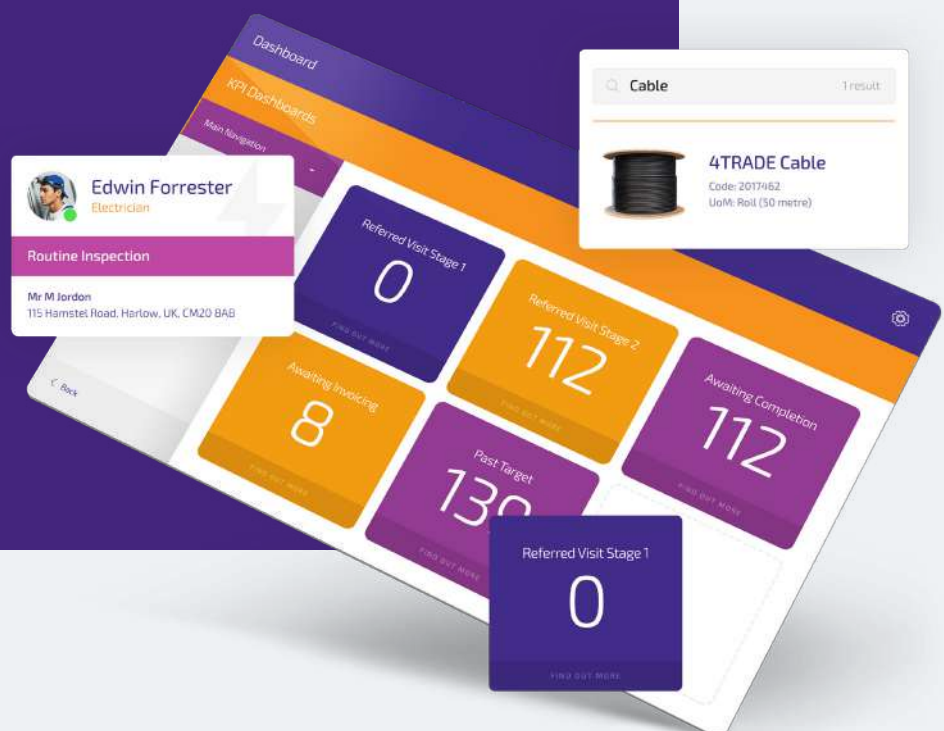 Dashboard
KPI Dashboards
Main Navigation
Cable
1 result
4TRADE Cable
Code: 2017462
UoM: Roll (50 metre)
Edwin Forrester
Electrician
Routine Inspection
Mr M Jordon
115 Hamstel Road, Harlow, UK, CM20 8AB
Referred Visit Stage 1
0
FIND OUT MORE
Referred Visit Stage 2
112
FIND OUT MORE
Awaiting Completion
112
FIND OUT MORE
Awaiting Invoicing
8
FIND OUT MORE
Past Target
139
FIND OUT MORE
Back
Referred Visit Stage 1
0
FIND OUT MORE